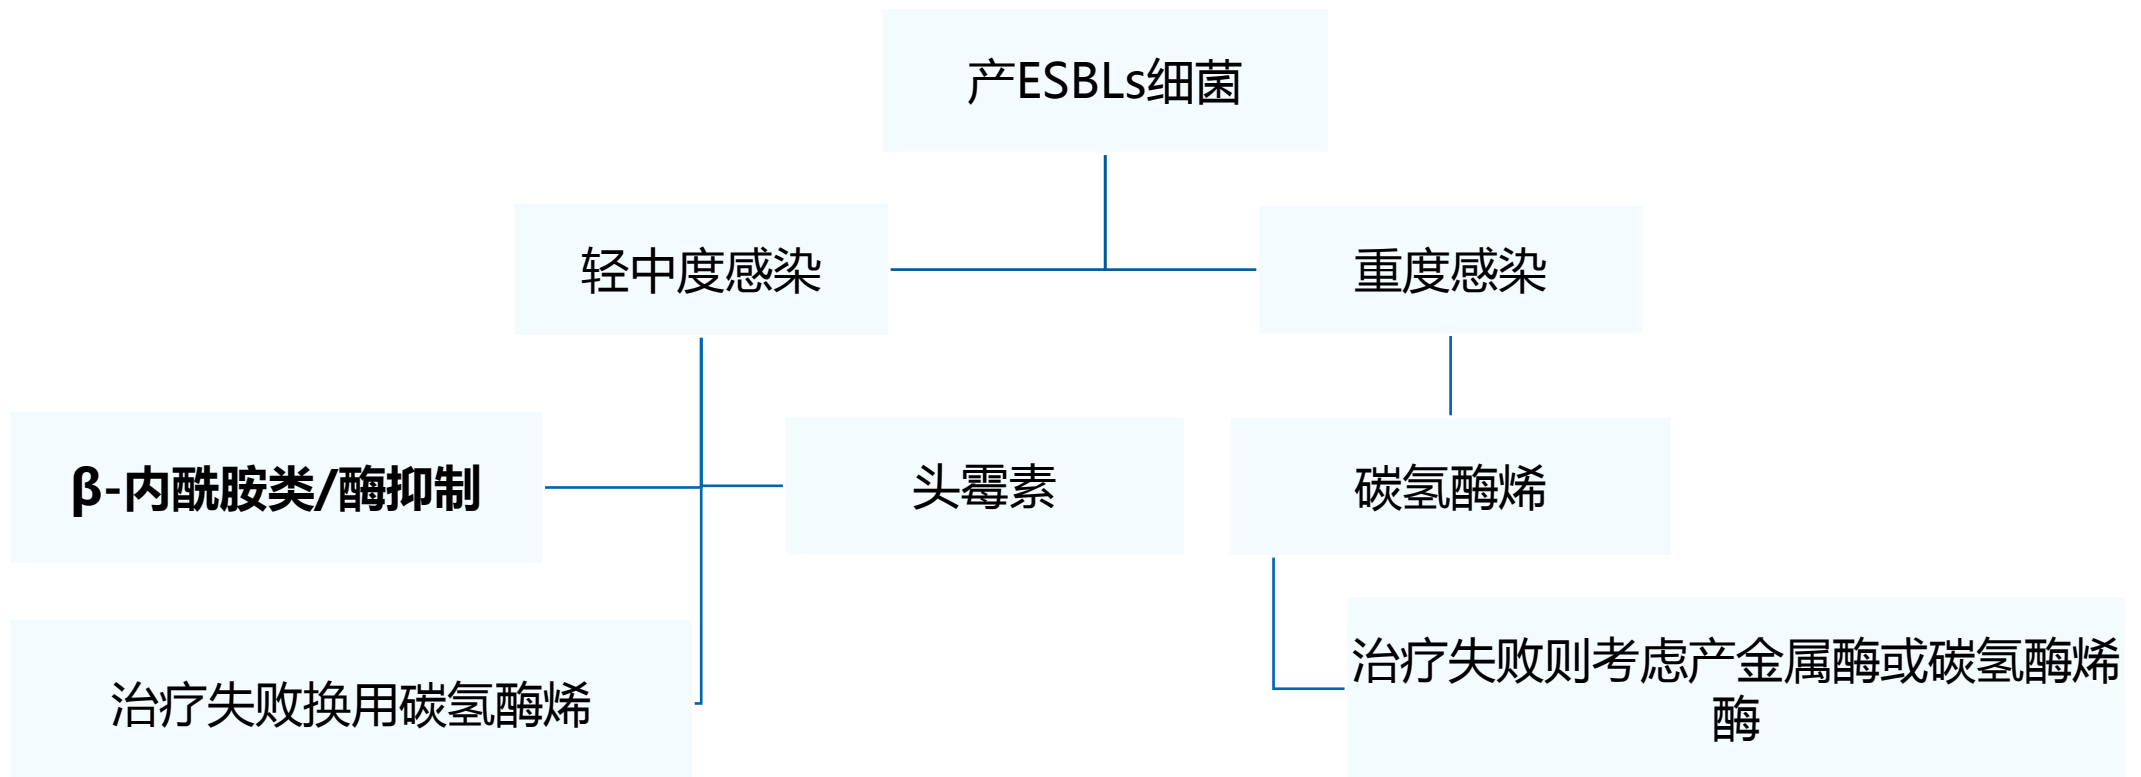 产ESBLs细菌
轻中度感染
重度感染
β-内酰胺类/酶抑制
头霉素
碳氢酶烯
治疗失败换用碳氢酶烯
治疗失败则考虑产金属酶或碳氢酶烯
酶